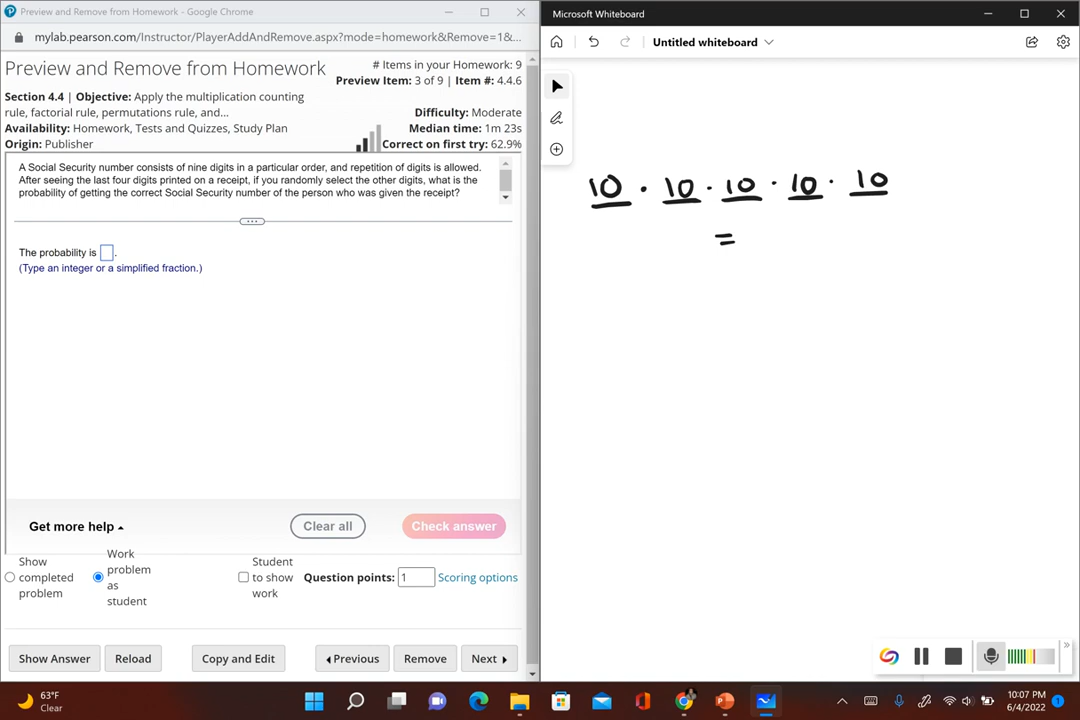 Preview and Remove from Homework - Google Chrome
mylab.pearson.com/Instructor/PlayerAddAndRemove.aspx?mode=homework&Remove=1&...
Preview and Remove from Homework
# Items in your Homework: 9
Preview Item: 3 of 9 | Item #: 4.4.6
Section 4.4 | Objective: Apply the multiplication counting
rule, factorial rule, permutations rule, and...
Difficulty: Moderate
Availability: Homework, Tests and Quizzes, Study Plan
Median time: 1m 23s
Origin: Publisher
Correct on first try: 62.9%
A Social Security number consists of nine digits in a particular order, and repetition of digits is allowed.
After seeing the last four digits printed on a receipt, if you randomly select the other digits, what is the
probability of getting the correct Social Security number of the person who was given the receipt?
The probability is .
(Type an integer or a simplified fraction.)
Get more help
Clear all
Check answer
Show
completed
problem
Work
problem
as
student
Student
to show
work
Question points: 1
Scoring options
Show Answer
Reload
Copy and Edit
Previous
Remove
Next
Microsoft Whiteboard
Untitled whiteboard
10 · 10 · 10 · 10 · 10
=
63°F
Clear
10:07 PM
6/4/2022
1